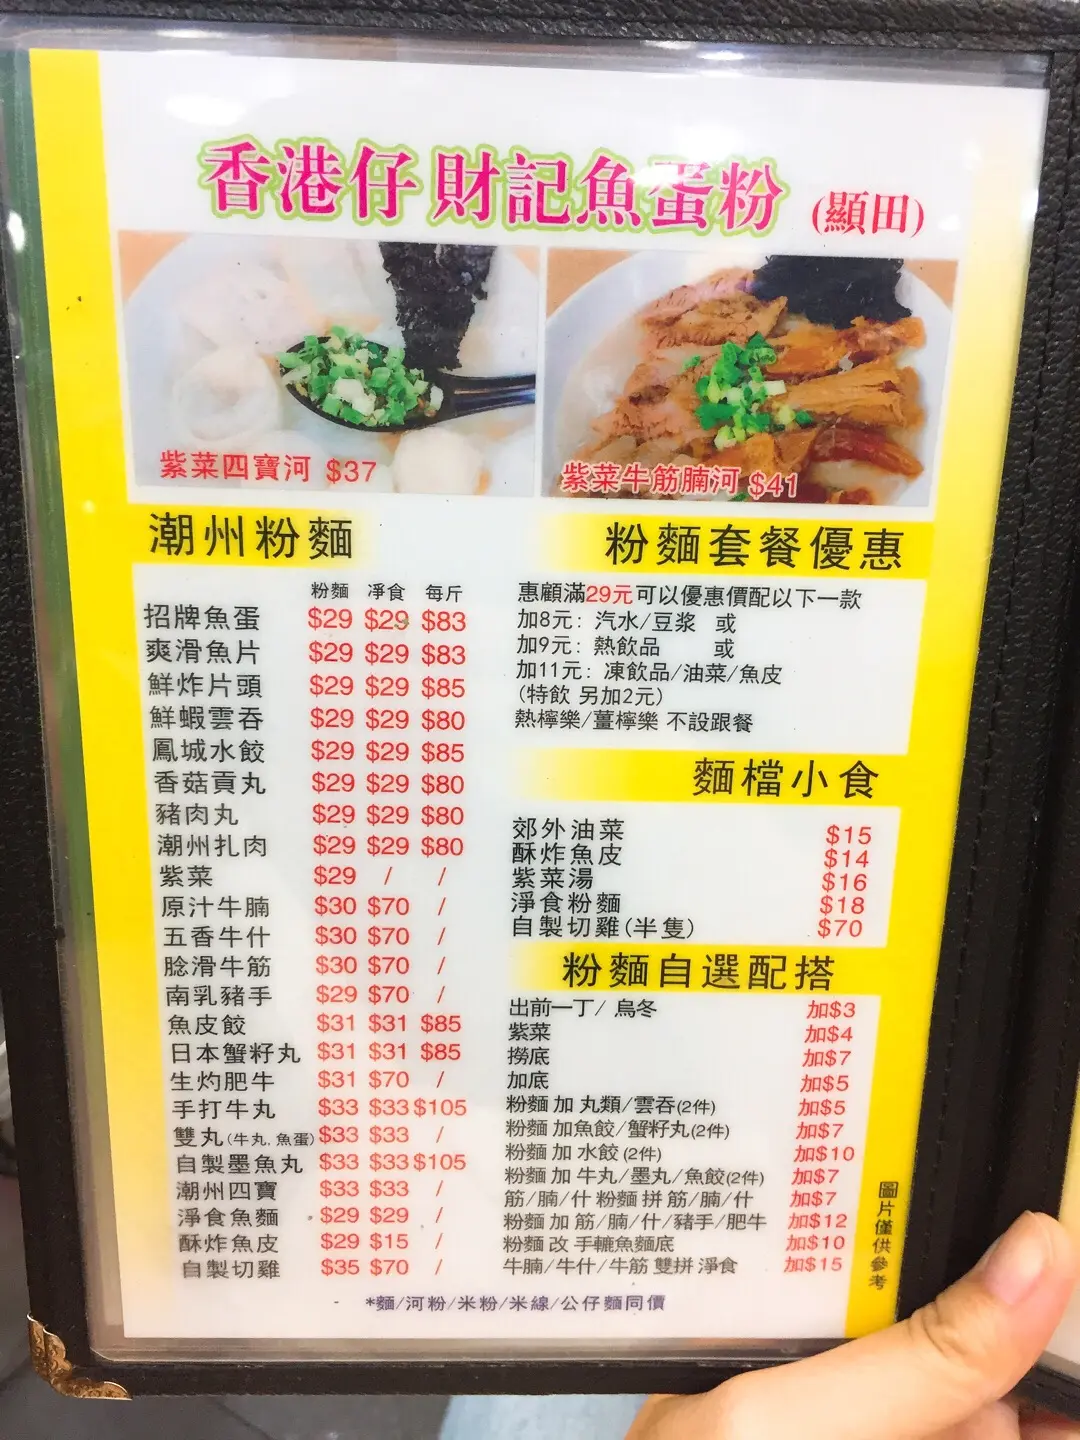 香港仔財記魚蛋粉 (顯田)
紫菜四寶河 $37
紫菜牛筋腩河 $41
潮州粉麵
粉麵 淨食 每斤
招牌魚蛋 $29 $29 $83
爽滑魚片 $29 $29 $83
鮮炸片頭 $29 $29 $85
鮮蝦雲吞 $29 $29 $80
鳳城水餃 $29 $29 $85
香菇貢丸 $29 $29 $80
豬肉丸 $29 $29 $80
潮州扎肉 $29 $29 $80
紫菜 $29 / /
原汁牛腩 $30 $70 /
五香牛什 $30 $70 /
腍滑牛筋 $30 $70 /
南乳豬手 $29 $70 /
魚皮餃 $31 $31 $85
日本蟹籽丸 $31 $31 $85
生灼肥牛 $31 $70 /
手打牛丸 $33 $33 $105
雙丸(牛丸,魚蛋) $33 $33 /
自製墨魚丸 $33 $33 $105
潮州四寶 $33 $33 /
淨食魚麵 $29 $29 /
酥炸魚皮 $29 $15 /
自製切雞 $35 $70 /
*麵/河粉/米粉/米線/公仔麵同價
粉麵套餐優惠
惠顧滿29元可以優惠價配以下一款
加8元: 汽水/豆漿 或
加9元: 熱飲品 或
加11元: 凍飲品/油菜/魚皮
(特飲 另加2元)
熱檸樂/薑檸樂 不設跟餐
麵檔小食
郊外油菜 $15
酥炸魚皮 $14
紫菜湯 $16
淨食粉麵 $18
自製切雞(半隻) $70
粉麵自選配搭
出前一丁/ 烏冬 加$3
紫菜 加$4
撈底 加$7
加底 加$5
粉麵 加 丸類/雲吞(2件) 加$5
粉麵 加魚餃/蟹籽丸(2件) 加$7
粉麵 加 水餃 (2件) 加$10
粉麵 加 牛丸/墨丸/魚餃(2件) 加$7
筋/腩/什 粉麵 拼 筋/腩/什 加$7
粉麵 加 筋/腩/什/豬手/肥牛 加$12
粉麵 改 手轆魚麵底 加$10
牛腩/牛什/牛筋 雙拼 淨食 加$15
圖片僅供參考